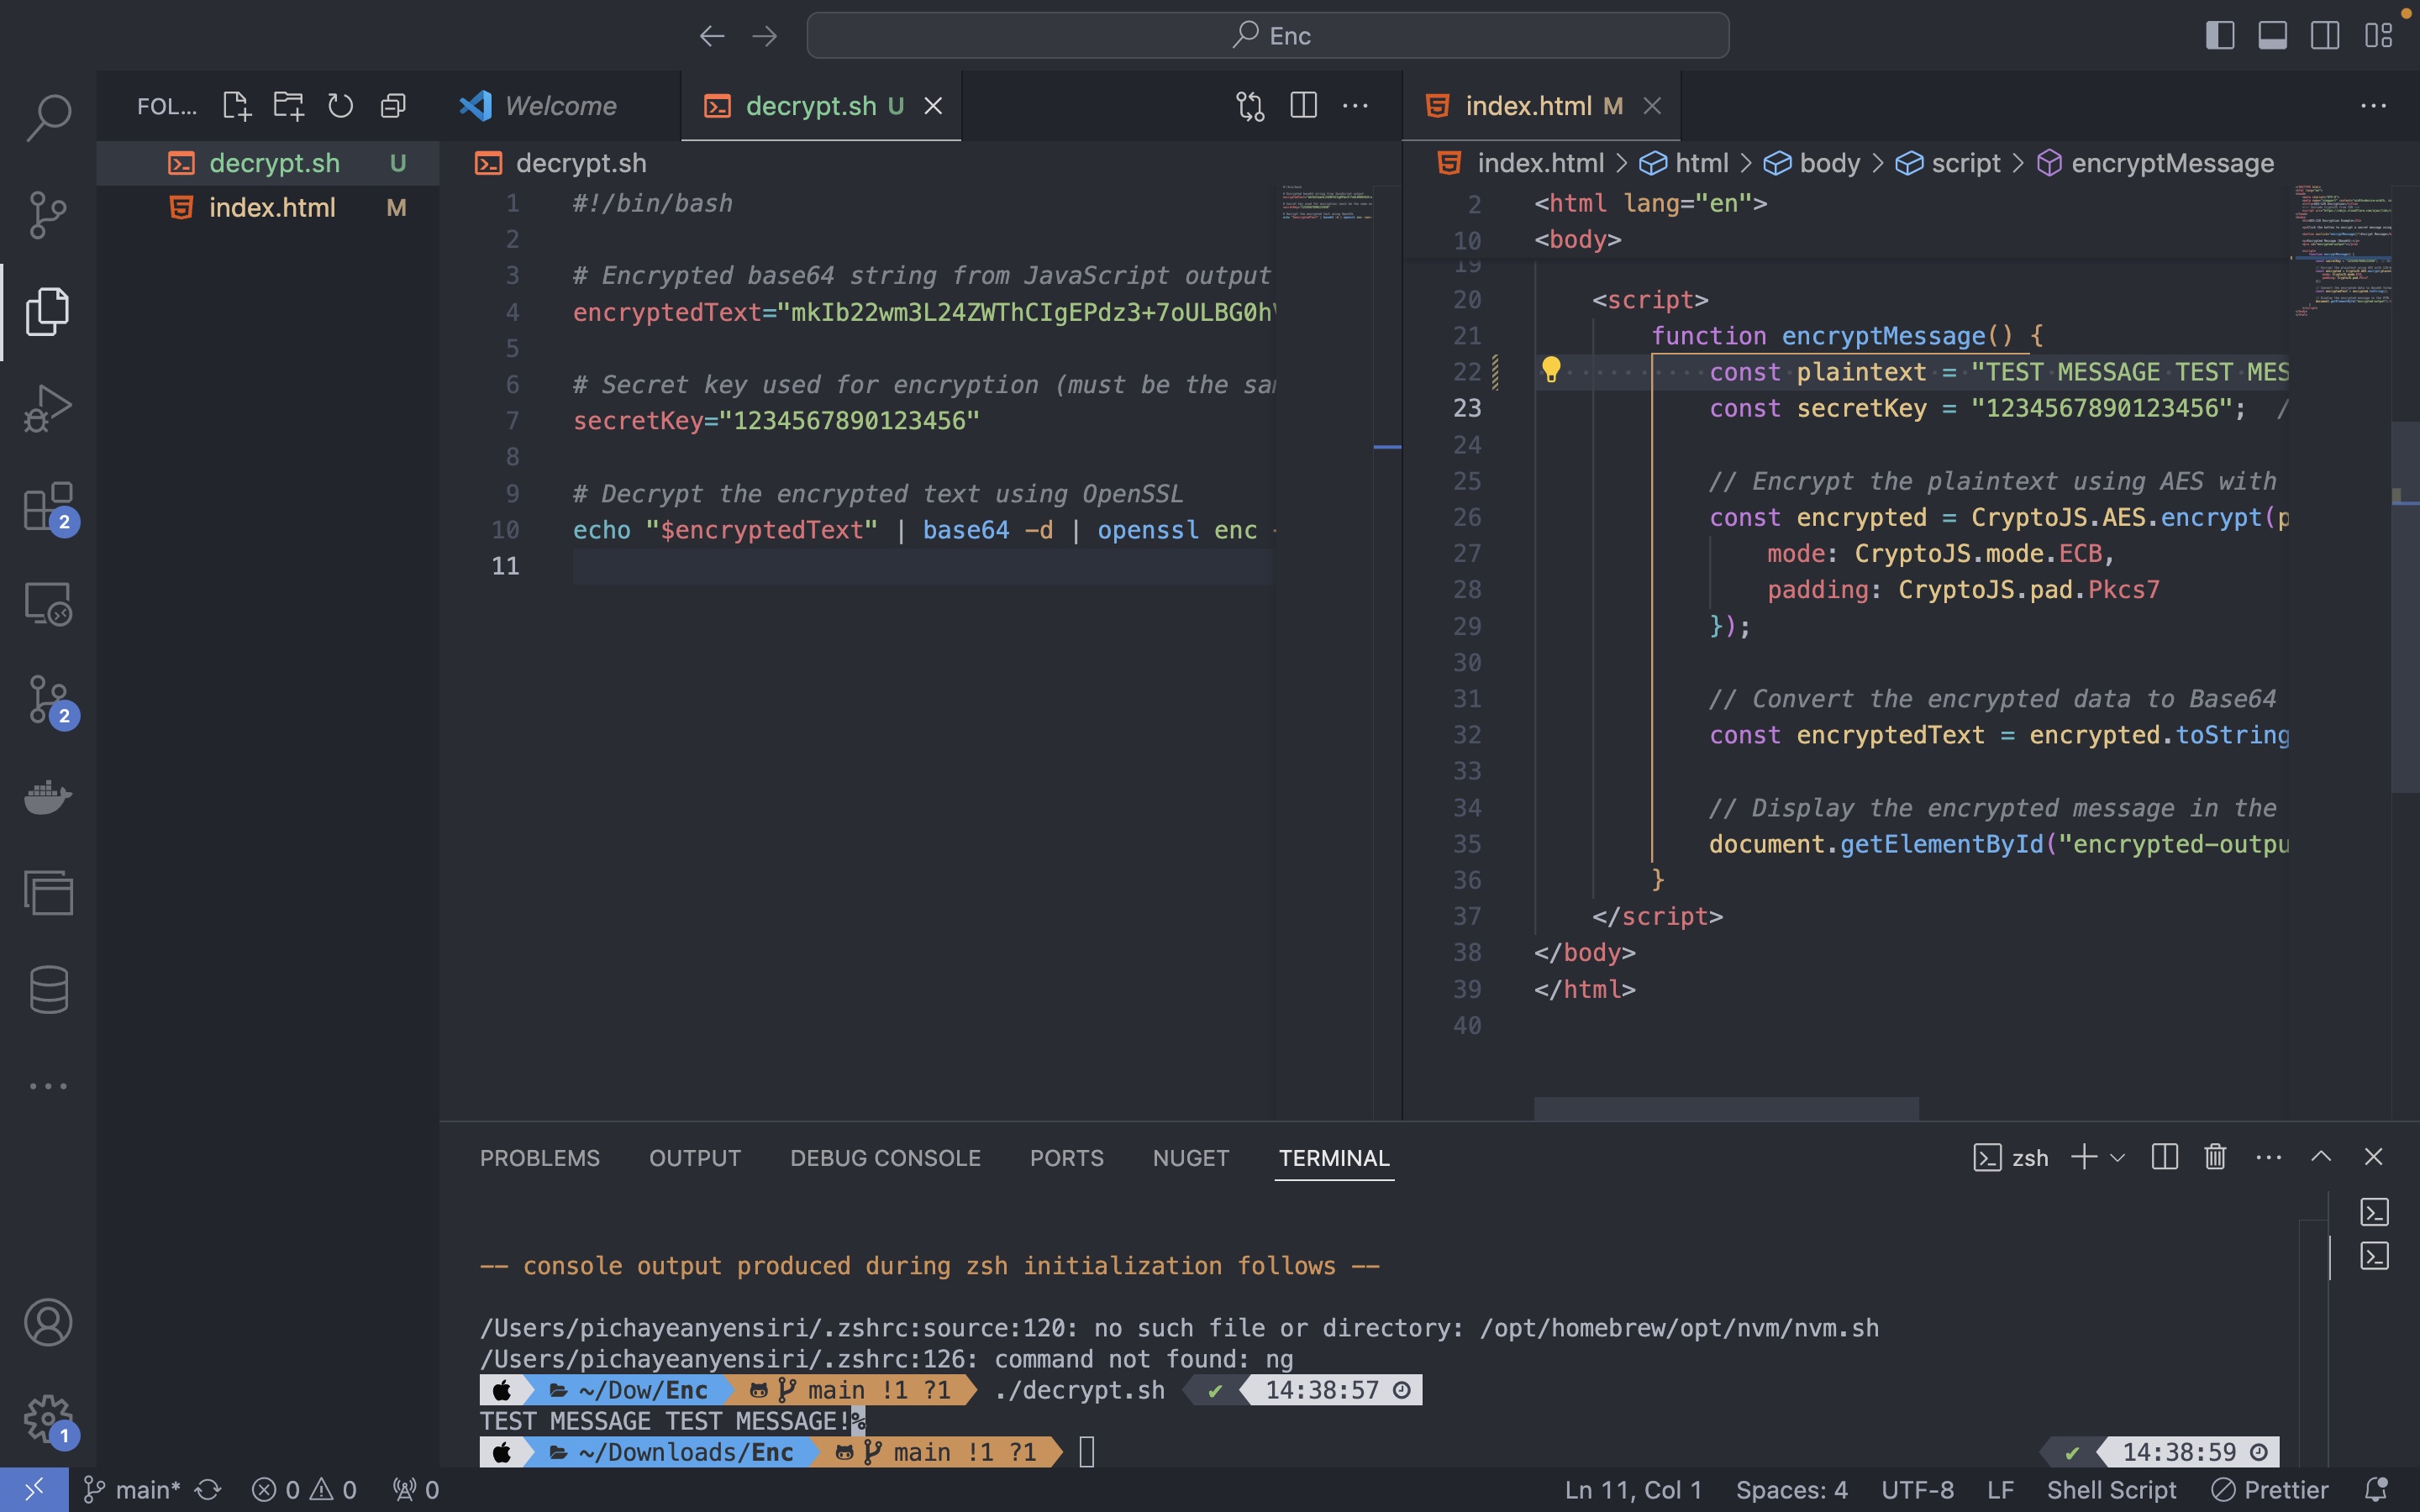 Enc
FOL...
decrypt.sh U
index.html M
Welcome
decrypt.sh U
decrypt.sh
1 #!/bin/bash
2
3 # Encrypted base64 string from JavaScript output
4 encryptedText="mkIb22wm3L24ZWThCIgEPdz3+7oULBG0h
5
6 # Secret key used for encryption (must be the sa
7 secretKey="1234567890123456"
8
9 # Decrypt the encrypted text using OpenSSL
10 echo "$encryptedText" | base64 -d | openssl enc -
11
index.html M
index.html > html > body > script > encryptMessage
2 <html lang="en">
10 <body>
19
20 <script>
21 function encryptMessage() {
22 const plaintext = "TEST MESSAGE TEST MES
23 const secretKey = "1234567890123456"; /
24
25 // Encrypt the plaintext using AES with
26 const encrypted = CryptoJS.AES.encrypt(p
27 mode: CryptoJS.mode.ECB,
28 padding: CryptoJS.pad.Pkcs7
29 });
30
31 // Convert the encrypted data to Base64
32 const encryptedText = encrypted.toString
33
34 // Display the encrypted message in the
35 document.getElementById("encrypted-outpu
36 }
37 </script>
38 </body>
39 </html>
40
2
2
1
PROBLEMS OUTPUT DEBUG CONSOLE PORTS NUGET TERMINAL
zsh
-- console output produced during zsh initialization follows --
/Users/pichayeanyensiri/.zshrc:source:120: no such file or directory: /opt/homebrew/opt/nvm/nvm.sh
/Users/pichayeanyensiri/.zshrc:126: command not found: ng
~/Dow/Enc main !1 ?1 ./decrypt.sh ✔ 14:38:57
TEST MESSAGE TEST MESSAGE!%
~/Downloads/Enc main !1 ?1 ✔ 14:38:59
main* 0 0 0 Ln 11, Col 1 Spaces: 4 UTF-8 LF Shell Script Prettier